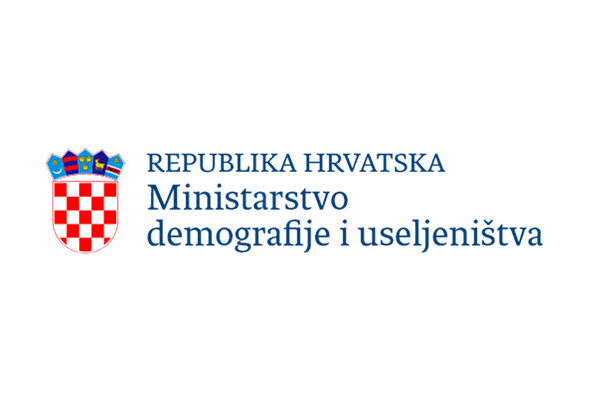 REPUBLIKA HRVATSKA
Ministarstvo
demografije i useljeništva